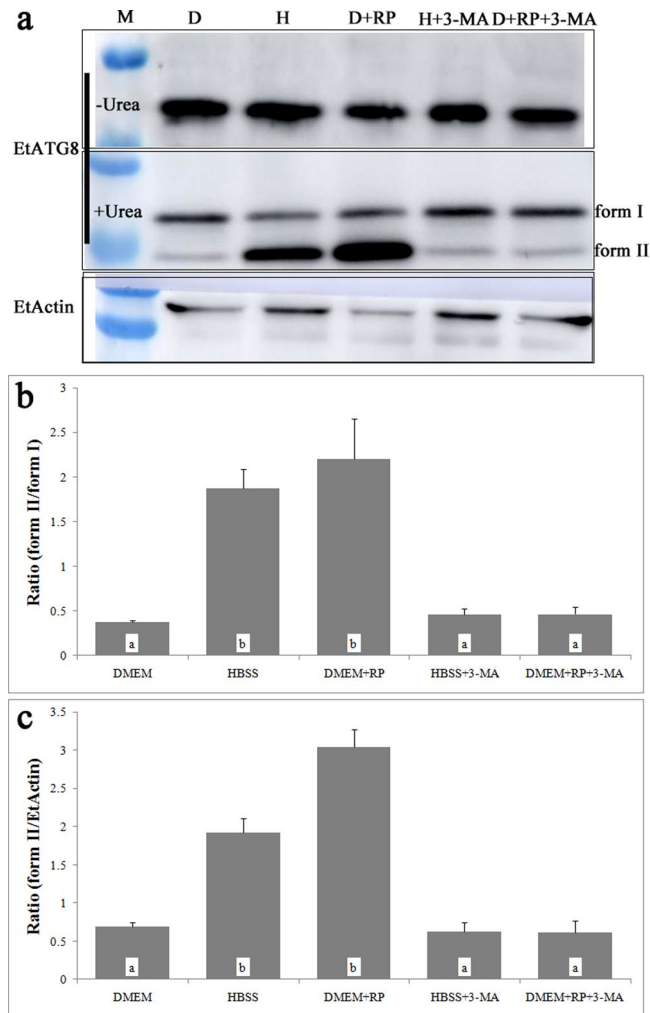 a
M D H D+RP H+3-MA D+RP+3-MA
-Urea
EtATG8
+Urea
form I
form II
EtActin
b
Ratio (form II/form I)
3
2.5
2
1.5
1
0.5
0
a b b a a
DMEM HBSS DMEM+RP HBSS+3-MA DMEM+RP+3-MA
c
Ratio (form II/EtActin)
3.5
3
2.5
2
1.5
1
0.5
0
a b b a a
DMEM HBSS DMEM+RP HBSS+3-MA DMEM+RP+3-MA